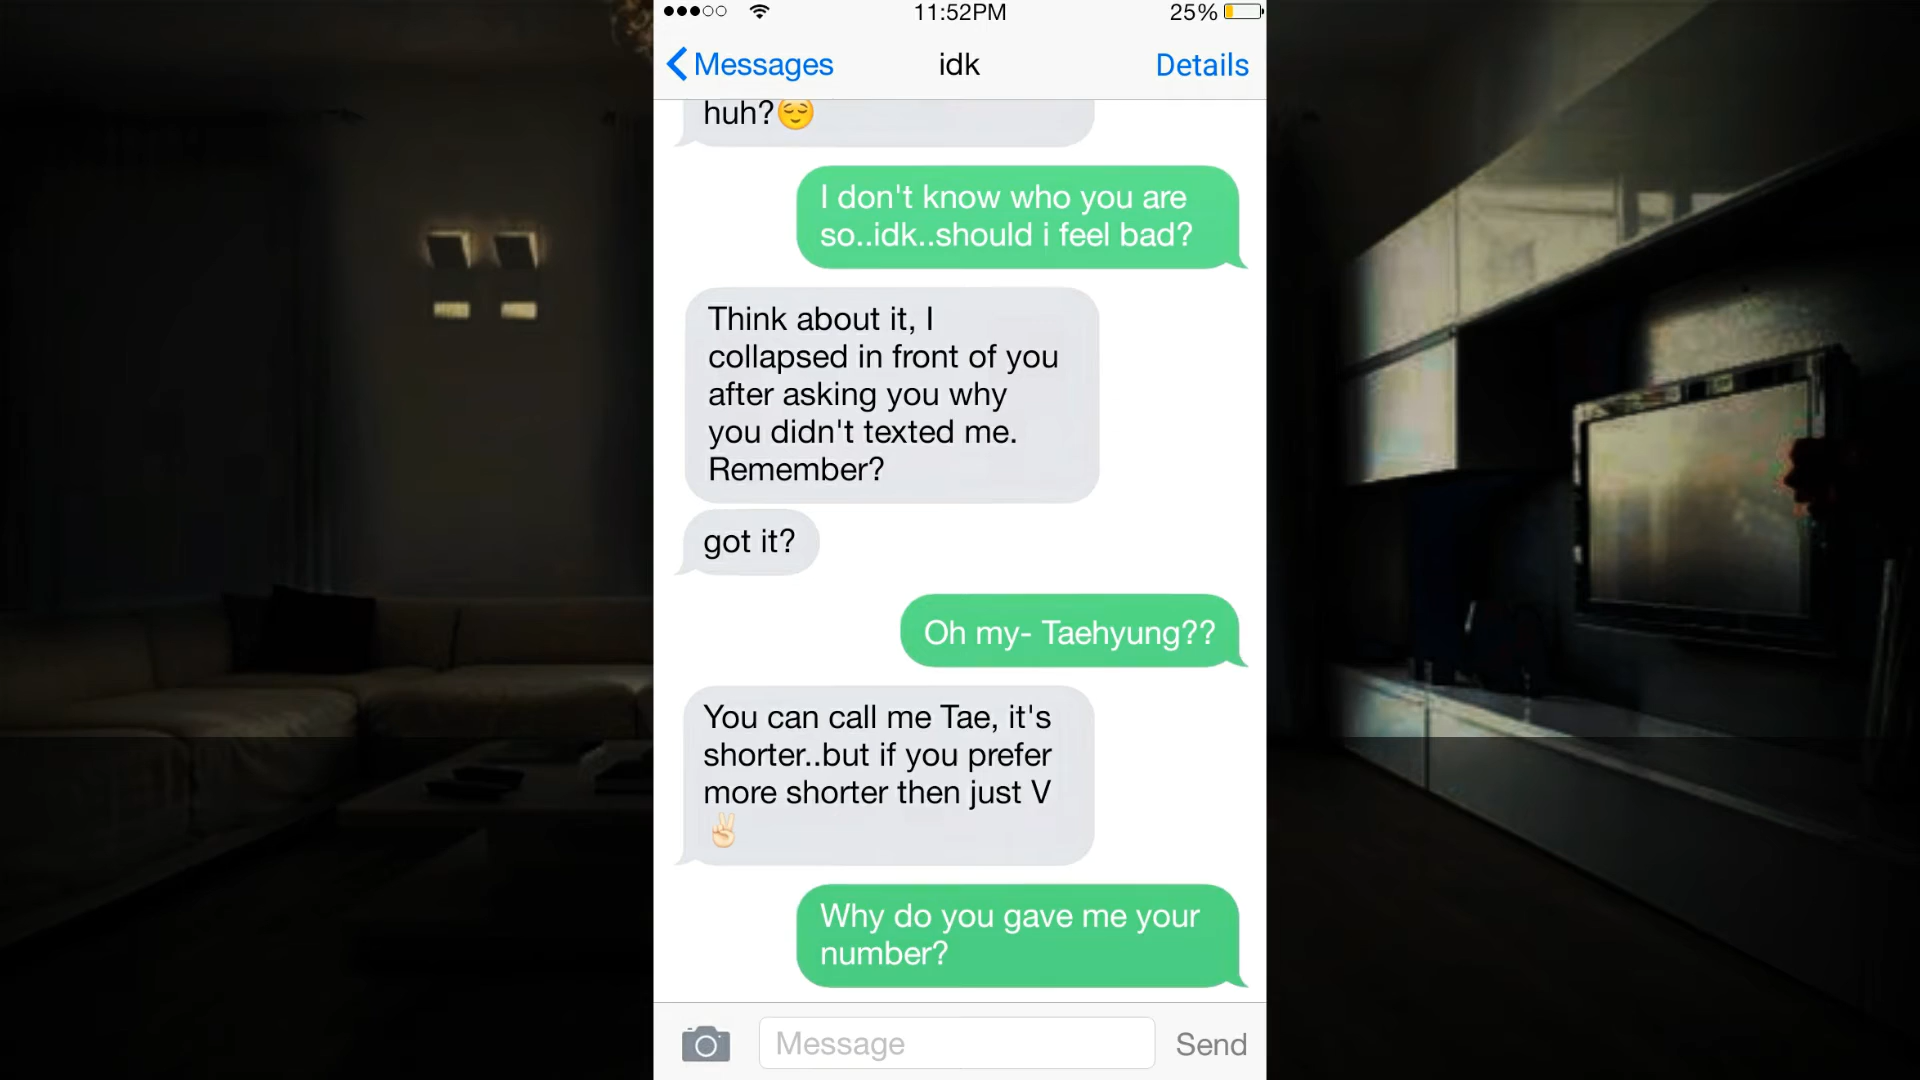 11:52PM
25%
Messages
idk
Details
huh?😌
I don't know who you are
so..idk..should i feel bad?
Think about it, I
collapsed in front of you
after asking you why
you didn't texted me.
Remember?
got it?
Oh my- Taehyung??
You can call me Tae, it's
shorter..but if you prefer
more shorter then just V
✌🏻
Why do you gave me your
number?
Message
Send